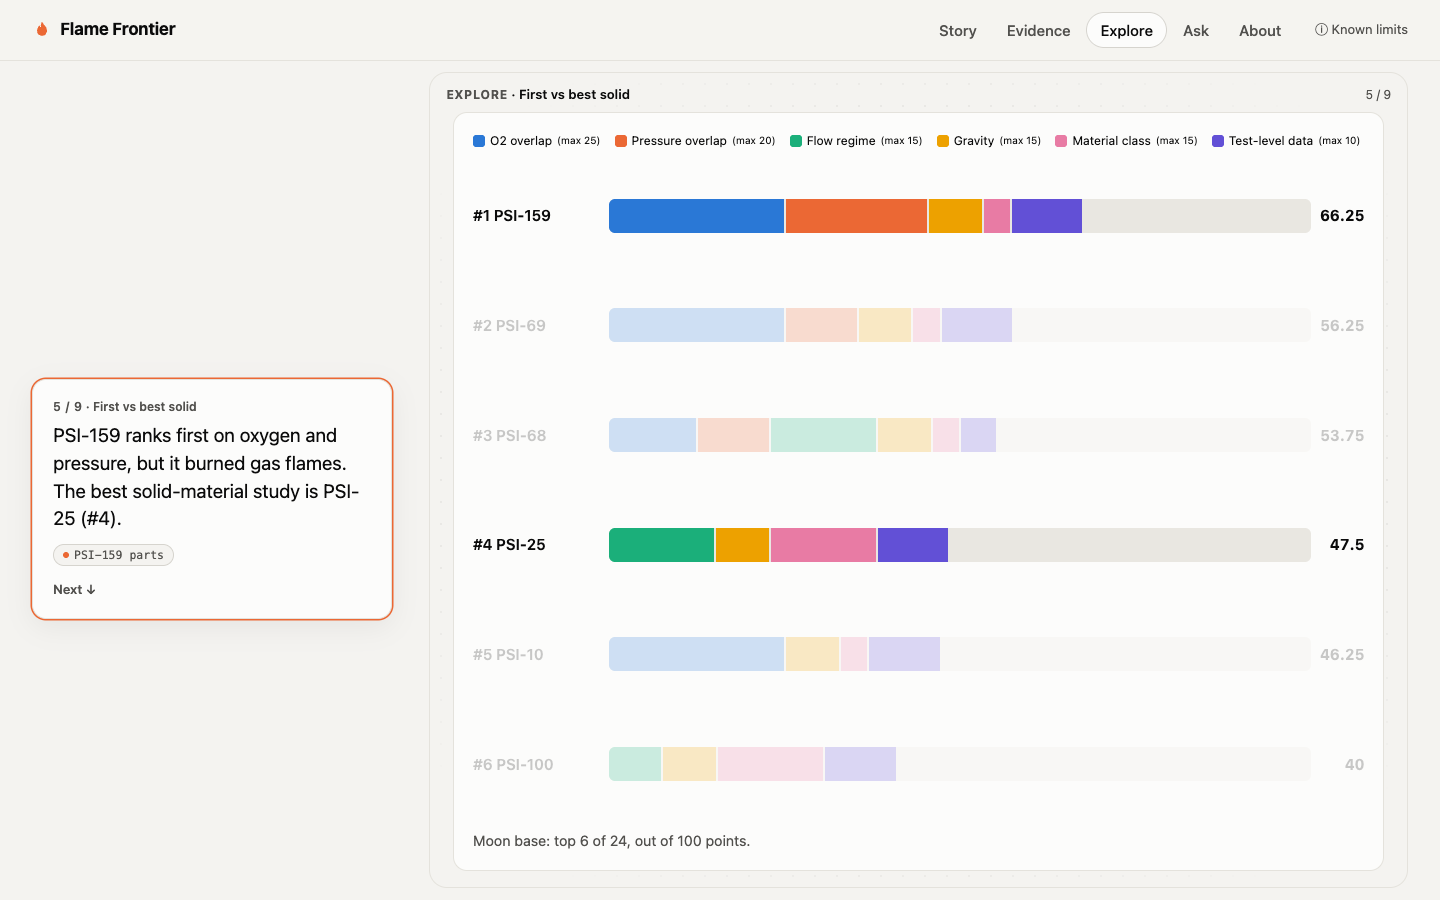 Flame Frontier
Story
Evidence
Explore
Ask
About
ⓘ Known limits
EXPLORE · First vs best solid
5 / 9
O2 overlap (max 25)
Pressure overlap (max 20)
Flow regime (max 15)
Gravity (max 15)
Material class (max 15)
Test-level data (max 10)
#1 PSI-159
66.25
#2 PSI-69
56.25
#3 PSI-68
53.75
#4 PSI-25
47.5
#5 PSI-10
46.25
#6 PSI-100
40
Moon base: top 6 of 24, out of 100 points.
5 / 9 · First vs best solid
PSI-159 ranks first on oxygen and
pressure, but it burned gas flames.
The best solid-material study is PSI-
25 (#4).
PSI-159 parts
Next ↓